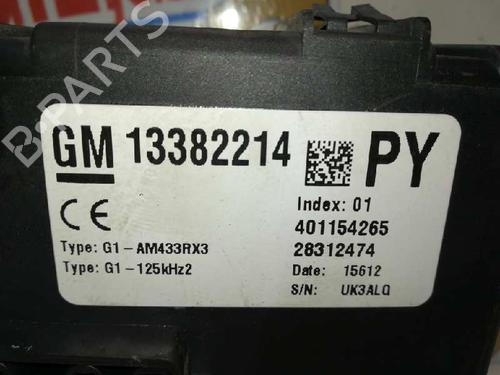 B-PARTS
GM 13382214 PY
Index: 01
401154265
CE
Type: G1-AM433RX3
28312474
Type: G1-125kHz2
Date: 15612
S/N: UK3ALQ